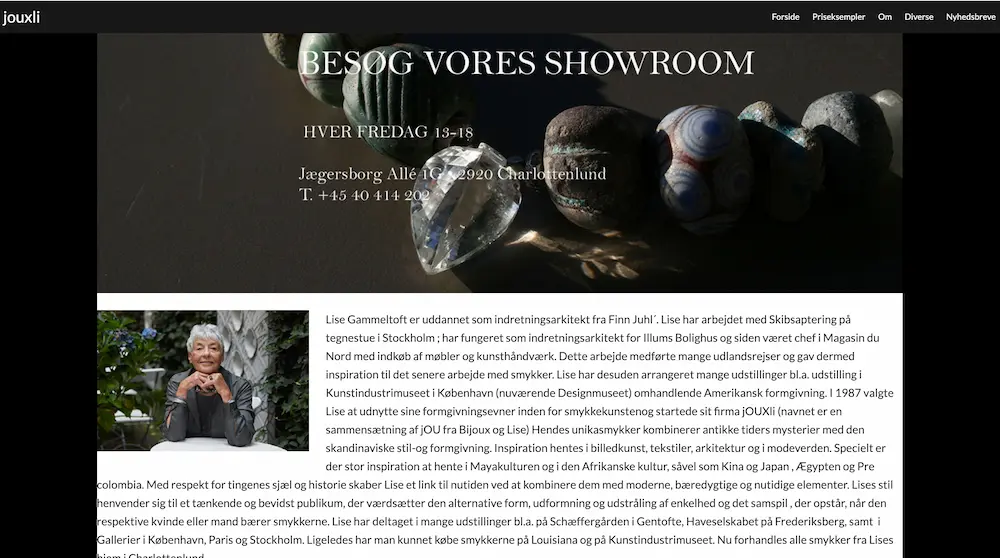 jouxli
Forside Priseksempler Om Diverse Nyhedsbreve
BESØG VORES SHOWROOM
HVER FREDAG 13-18
Jægersborg Allé 1G 2920 Charlottenlund
T. +45 40 414 202
Lise Gammeltoft er uddannet som indretningsarkitekt fra Finn Juhl´. Lise har arbejdet med Skibsaptering på
tegnestue i Stockholm ; har fungeret som indretningsarkitekt for Illums Bolighus og siden været chef i Magasin du
Nord med indkøb af møbler og kunsthåndværk. Dette arbejde medførte mange udlandsrejser og gav dermed
inspiration til det senere arbejde med smykker. Lise har desuden arrangeret mange udstillinger bl.a. udstilling i
Kunstindustrimuseet i København (nuværende Designmuseet) omhandlende Amerikansk formgivning. I 1987 valgte
Lise at udnytte sine formgivningsevner inden for smykkekunstenog startede sit firma jOUXli (navnet er en
sammensætning af jOU fra Bijoux og Lise) Hendes unikasmykker kombinerer antikke tiders mysterier med den
skandinaviske stil-og formgivning. Inspiration hentes i billedkunst, tekstiler, arkitektur og i modeverden. Specielt er
der stor inspiration at hente i Mayakulturen og i den Afrikanske kultur, såvel som Kina og Japan , Ægypten og Pre
colombia. Med respekt for tingenes sjæl og historie skaber Lise et link til nutiden ved at kombinere dem med moderne, bæredygtige og nutidige elementer. Lises stil
henvender sig til et tænkende og bevidst publikum, der værdsætter den alternative form, udformning og udstråling af enkelhed og det samspil , der opstår, når den
respektive kvinde eller mand bærer smykkerne. Lise har deltaget i mange udstillinger bl.a. på Schæffergården i Gentofte, Haveselskabet på Frederiksberg, samt i
Gallerier i København, Paris og Stockholm. Ligeledes har man kunnet købe smykkerne på Louisiana og på Kunstindustrimuseet. Nu forhandles alle smykker fra Lises
hjem i Charlottenlund